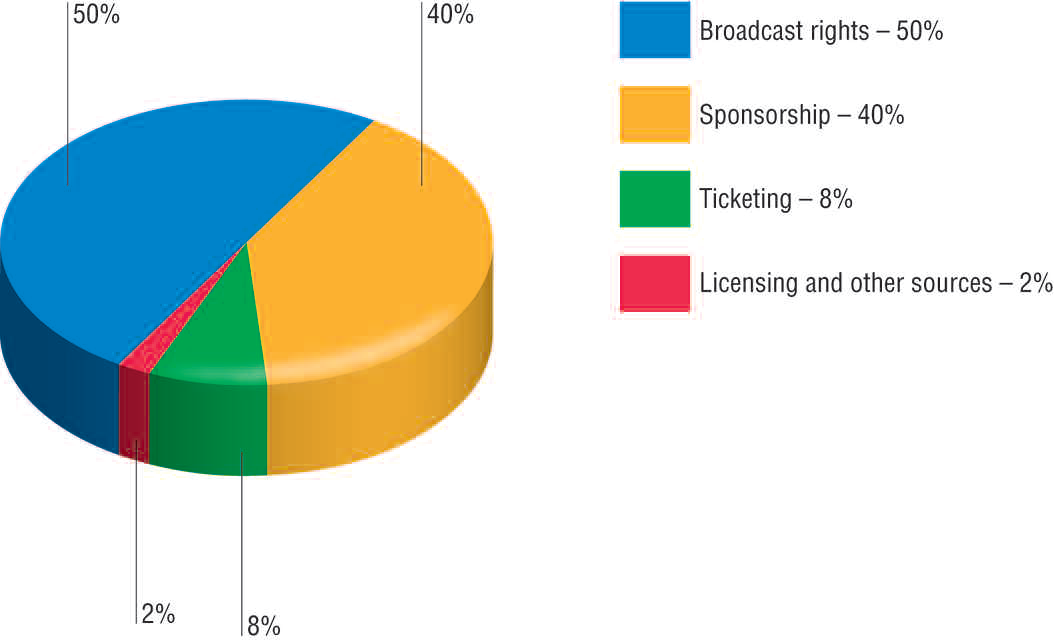 50%
40%
Broadcast rights – 50%
Sponsorship – 40%
Ticketing – 8%
Licensing and other sources – 2%
2%
8%